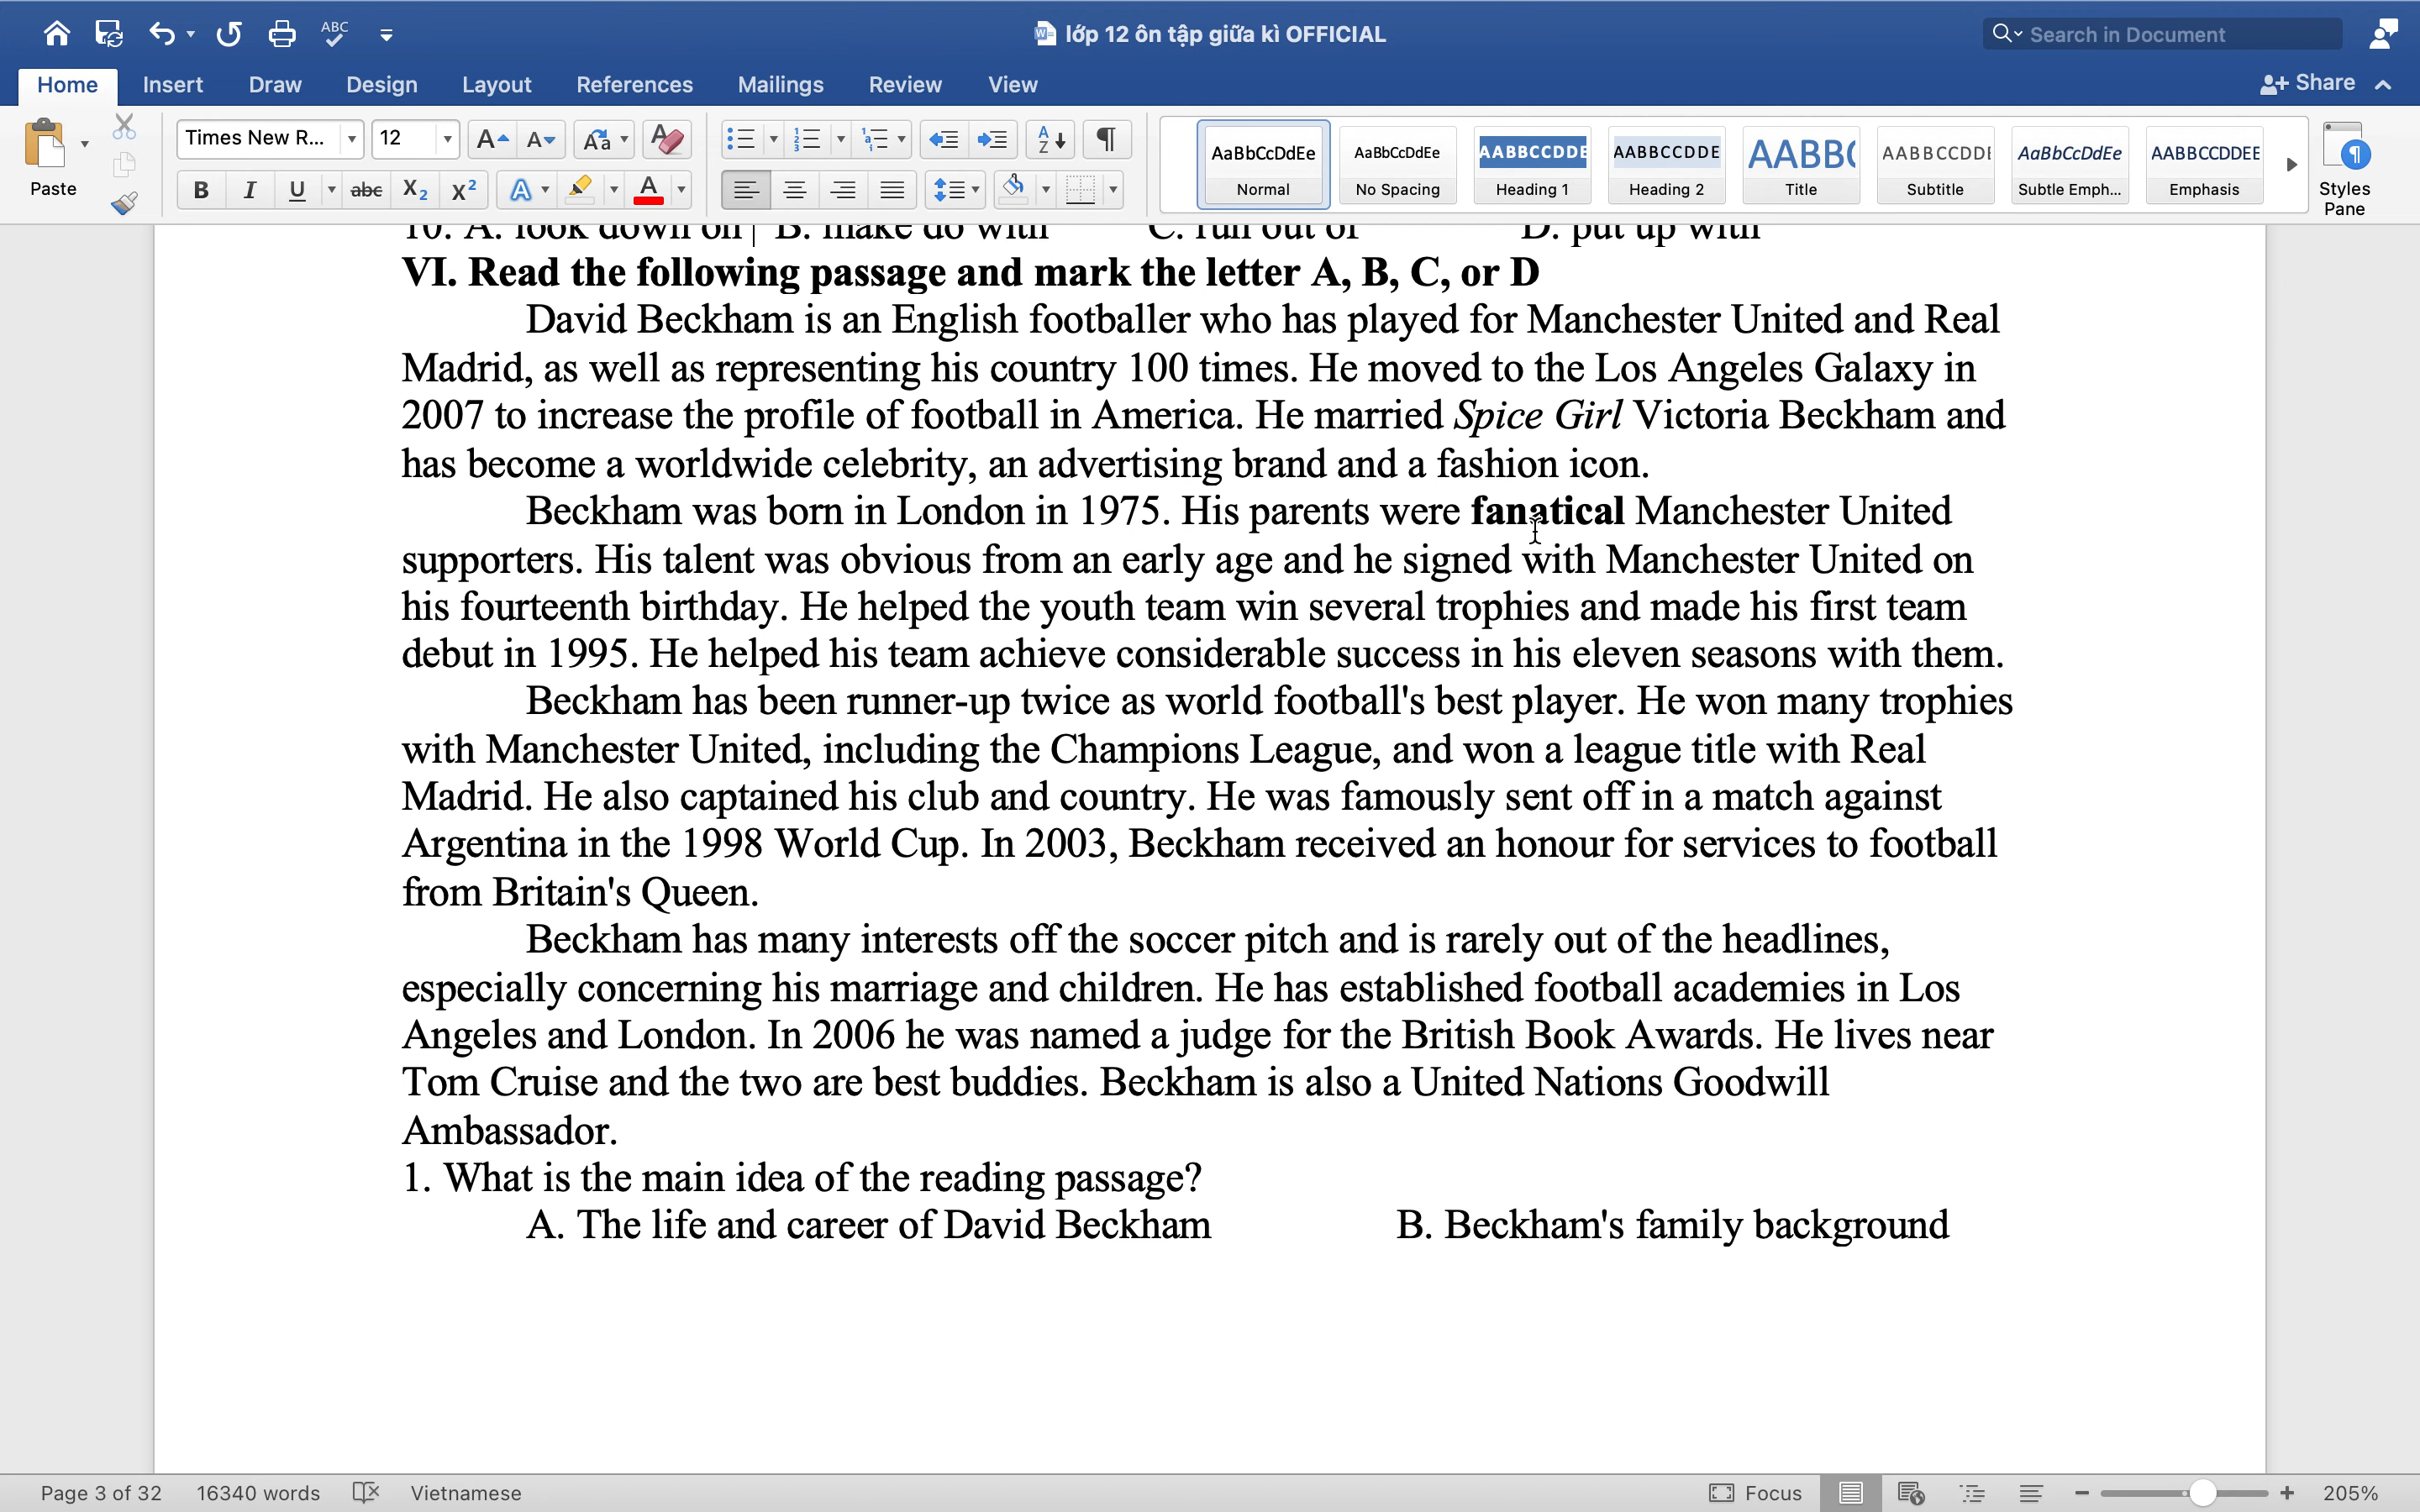 ABC
lớp 12 ôn tập giữa kì OFFICIAL
Search in Document
Home Insert Draw Design Layout References Mailings Review View
Share
Paste
Times New R... 12
AaBbCcDdEe AaBbCcDdEe AABBCCDDE AABBCCDDE AABB( AABBCCDDE AaBbCcDdEe AABBCCDDEE
Normal No Spacing Heading 1 Heading 2 Title Subtitle Subtle Emph... Emphasis
Styles Pane
10. A. look down on B. make do with C. run out of D. put up with
VI. Read the following passage and mark the letter A, B, C, or D
David Beckham is an English footballer who has played for Manchester United and Real
Madrid, as well as representing his country 100 times. He moved to the Los Angeles Galaxy in
2007 to increase the profile of football in America. He married Spice Girl Victoria Beckham and
has become a worldwide celebrity, an advertising brand and a fashion icon.
Beckham was born in London in 1975. His parents were fanatical Manchester United
supporters. His talent was obvious from an early age and he signed with Manchester United on
his fourteenth birthday. He helped the youth team win several trophies and made his first team
debut in 1995. He helped his team achieve considerable success in his eleven seasons with them.
Beckham has been runner-up twice as world football's best player. He won many trophies
with Manchester United, including the Champions League, and won a league title with Real
Madrid. He also captained his club and country. He was famously sent off in a match against
Argentina in the 1998 World Cup. In 2003, Beckham received an honour for services to football
from Britain's Queen.
Beckham has many interests off the soccer pitch and is rarely out of the headlines,
especially concerning his marriage and children. He has established football academies in Los
Angeles and London. In 2006 he was named a judge for the British Book Awards. He lives near
Tom Cruise and the two are best buddies. Beckham is also a United Nations Goodwill
Ambassador.
1. What is the main idea of the reading passage?
A. The life and career of David Beckham B. Beckham's family background
Page 3 of 32 16340 words Vietnamese Focus 205%